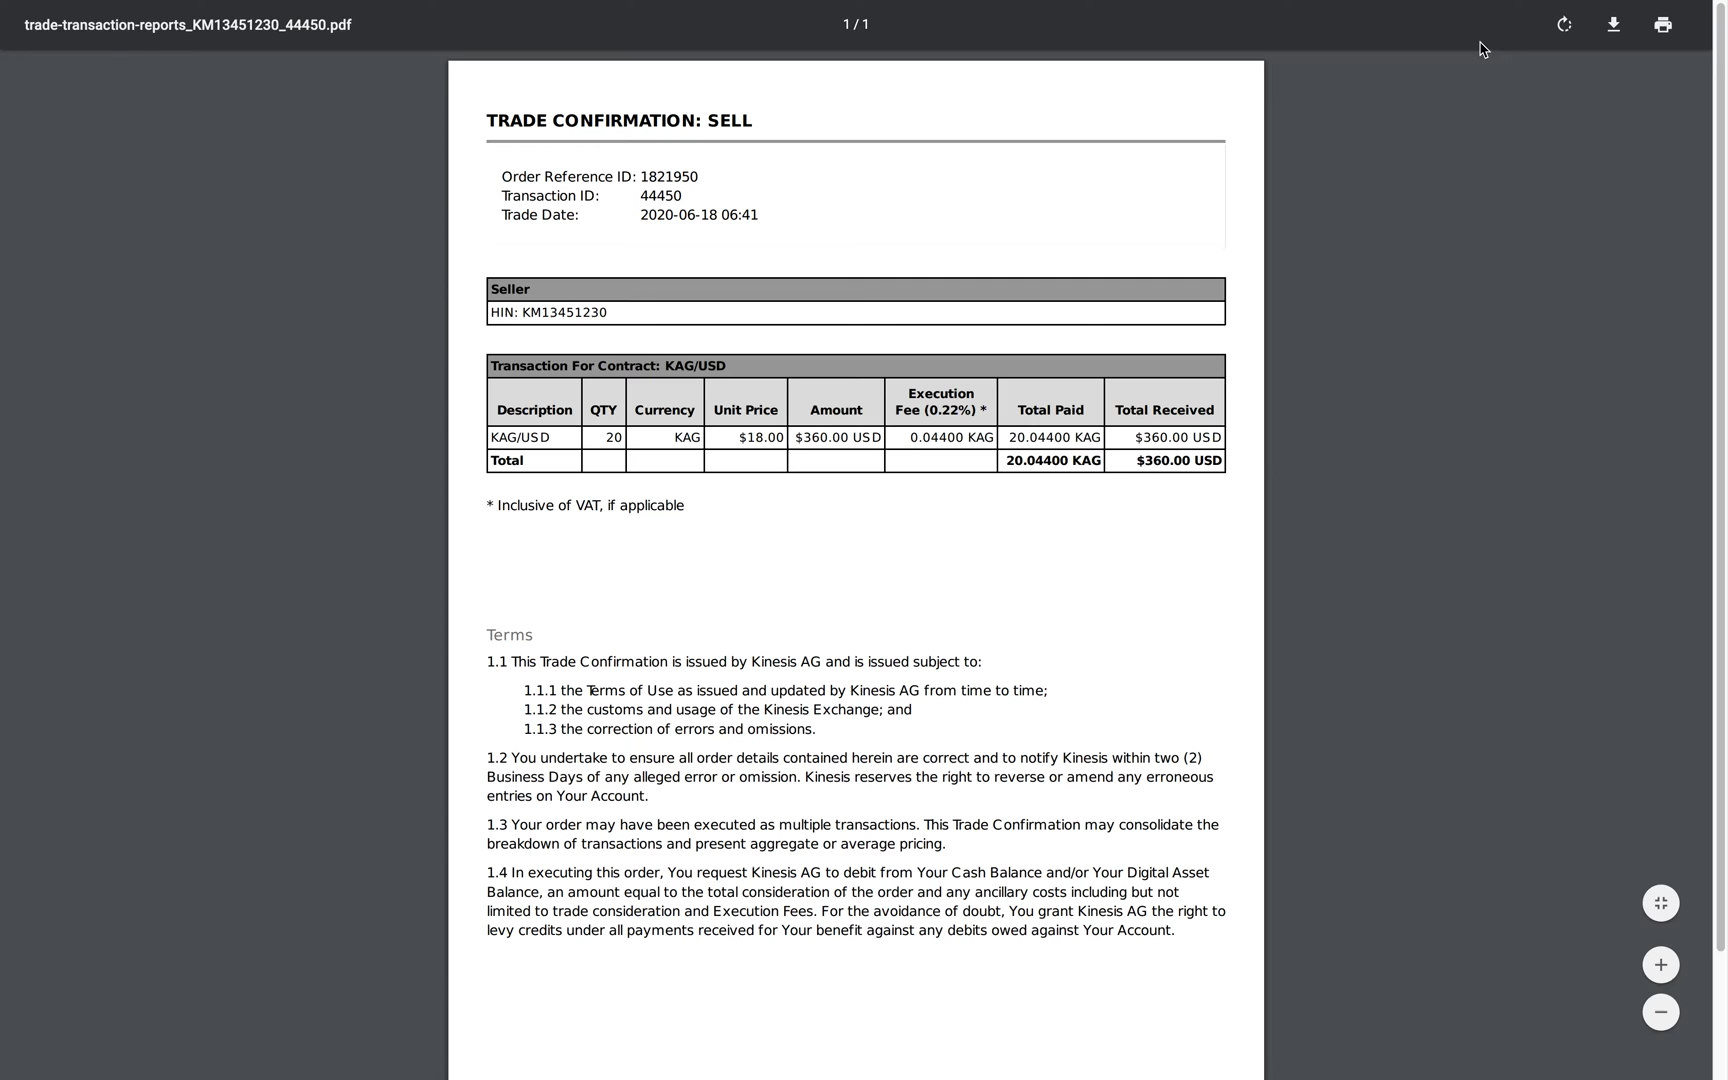 trade-transaction-reports_KM13451230_44450.pdf
1 / 1
TRADE CONFIRMATION: SELL
Order Reference ID: 1821950
Transaction ID: 44450
Trade Date: 2020-06-18 06:41
Seller
HIN: KM13451230
Transaction For Contract: KAG/USD
Description QTY Currency Unit Price Amount Execution Fee (0.22%) * Total Paid Total Received
KAG/USD 20 KAG $18.00 $360.00 USD 0.04400 KAG 20.04400 KAG $360.00 USD
Total 20.04400 KAG $360.00 USD
* Inclusive of VAT, if applicable
Terms
1.1 This Trade Confirmation is issued by Kinesis AG and is issued subject to:
1.1.1 the Terms of Use as issued and updated by Kinesis AG from time to time;
1.1.2 the customs and usage of the Kinesis Exchange; and
1.1.3 the correction of errors and omissions.
1.2 You undertake to ensure all order details contained herein are correct and to notify Kinesis within two (2)
Business Days of any alleged error or omission. Kinesis reserves the right to reverse or amend any erroneous
entries on Your Account.
1.3 Your order may have been executed as multiple transactions. This Trade Confirmation may consolidate the
breakdown of transactions and present aggregate or average pricing.
1.4 In executing this order, You request Kinesis AG to debit from Your Cash Balance and/or Your Digital Asset
Balance, an amount equal to the total consideration of the order and any ancillary costs including but not
limited to trade consideration and Execution Fees. For the avoidance of doubt, You grant Kinesis AG the right to
levy credits under all payments received for Your benefit against any debits owed against Your Account.